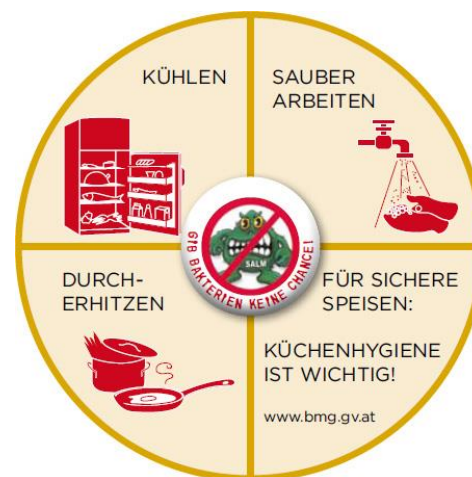 KÜHLEN
SAUBER
ARBEITEN
GIB BAKTERIEN KEINE CHANCE!
SALM
DURCH-
ERHITZEN
FÜR SICHERE
SPEISEN:
KÜCHENHYGIENE
IST WICHTIG!
www.bmg.gv.at